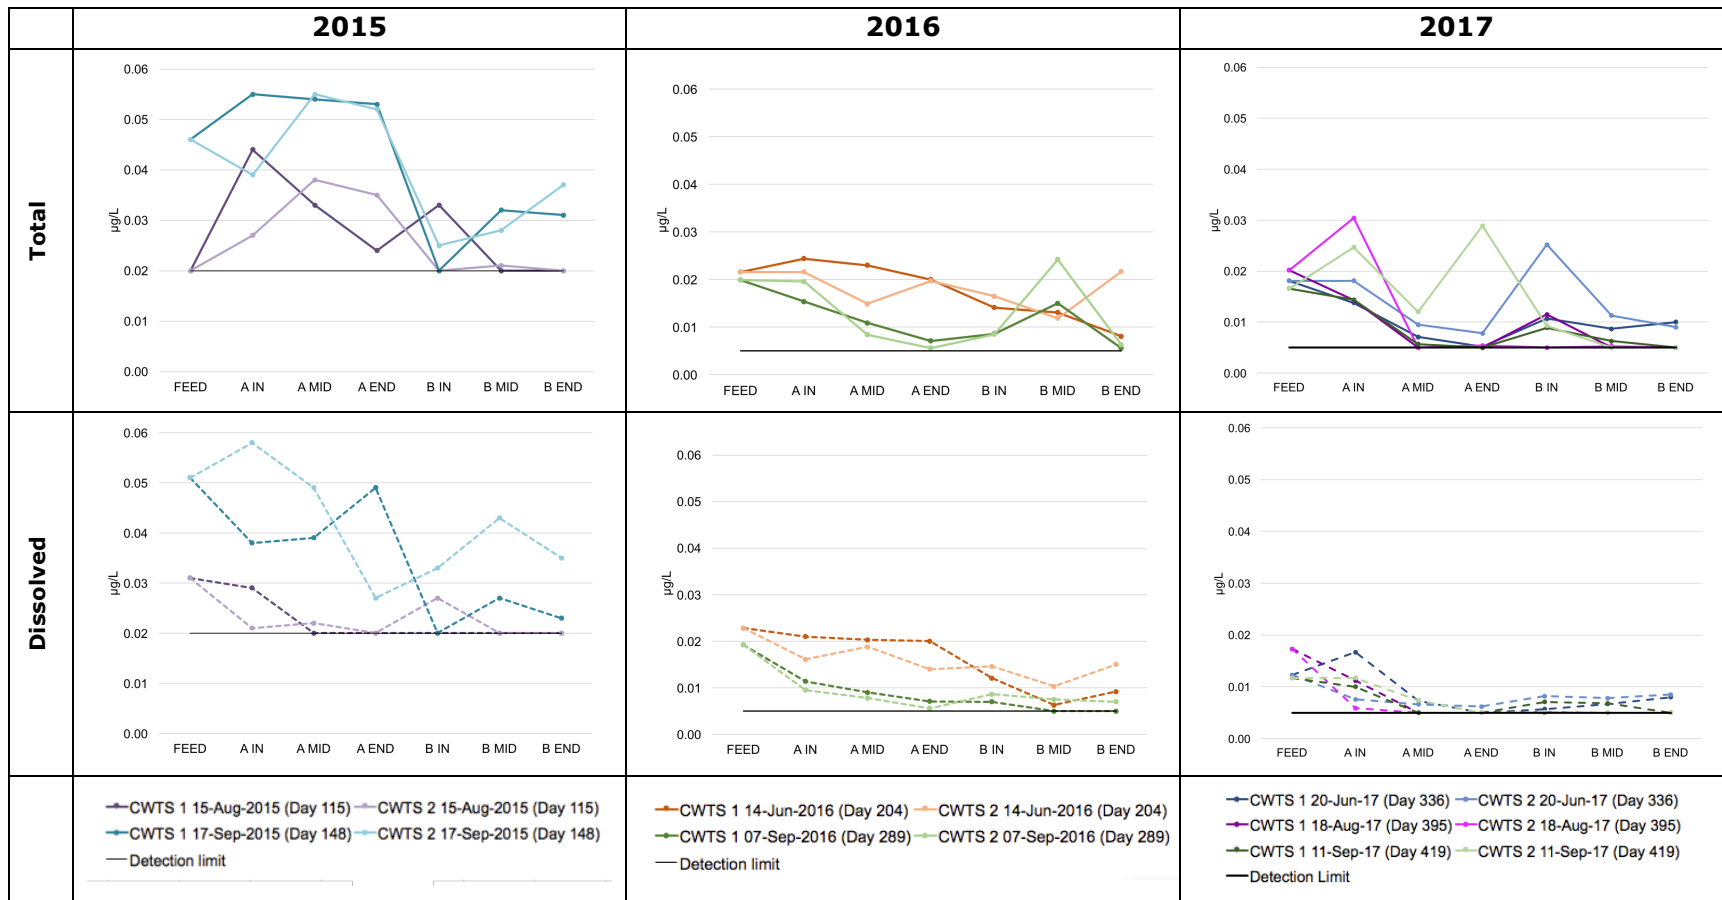 2015 2016 2017
Total
0.06
0.05
0.04
0.03
0.02
0.01
0.00
µg/L
FEED A IN A MID A END B IN B MID B END
0.06
0.05
0.04
0.03
0.02
0.01
0.00
µg/L
FEED A IN A MID A END B IN B MID B END
0.06
0.05
0.04
0.03
0.02
0.01
0.00
µg/L
FEED A IN A MID A END B IN B MID B END
Dissolved
0.06
0.05
0.04
0.03
0.02
0.01
0.00
µg/L
FEED A IN A MID A END B IN B MID B END
0.06
0.05
0.04
0.03
0.02
0.01
0.00
µg/L
FEED A IN A MID A END B IN B MID B END
0.06
0.05
0.04
0.03
0.02
0.01
0.00
µg/L
FEED A IN A MID A END B IN B MID B END
CWTS 1 15-Aug-2015 (Day 115) CWTS 2 15-Aug-2015 (Day 115)
CWTS 1 17-Sep-2015 (Day 148) CWTS 2 17-Sep-2015 (Day 148)
Detection limit
CWTS 1 14-Jun-2016 (Day 204) CWTS 2 14-Jun-2016 (Day 204)
CWTS 1 07-Sep-2016 (Day 289) CWTS 2 07-Sep-2016 (Day 289)
Detection limit
CWTS 1 20-Jun-17 (Day 336) CWTS 2 20-Jun-17 (Day 336)
CWTS 1 18-Aug-17 (Day 395) CWTS 2 18-Aug-17 (Day 395)
CWTS 1 11-Sep-17 (Day 419) CWTS 2 11-Sep-17 (Day 419)
Detection Limit